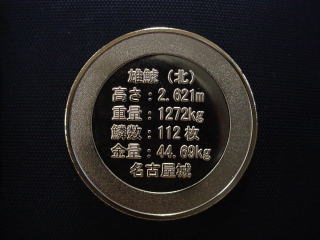 雄鯱（北）
高さ：2.621m
重量：1272kg
鱗数：112枚
金量：44.69kg
名古屋城